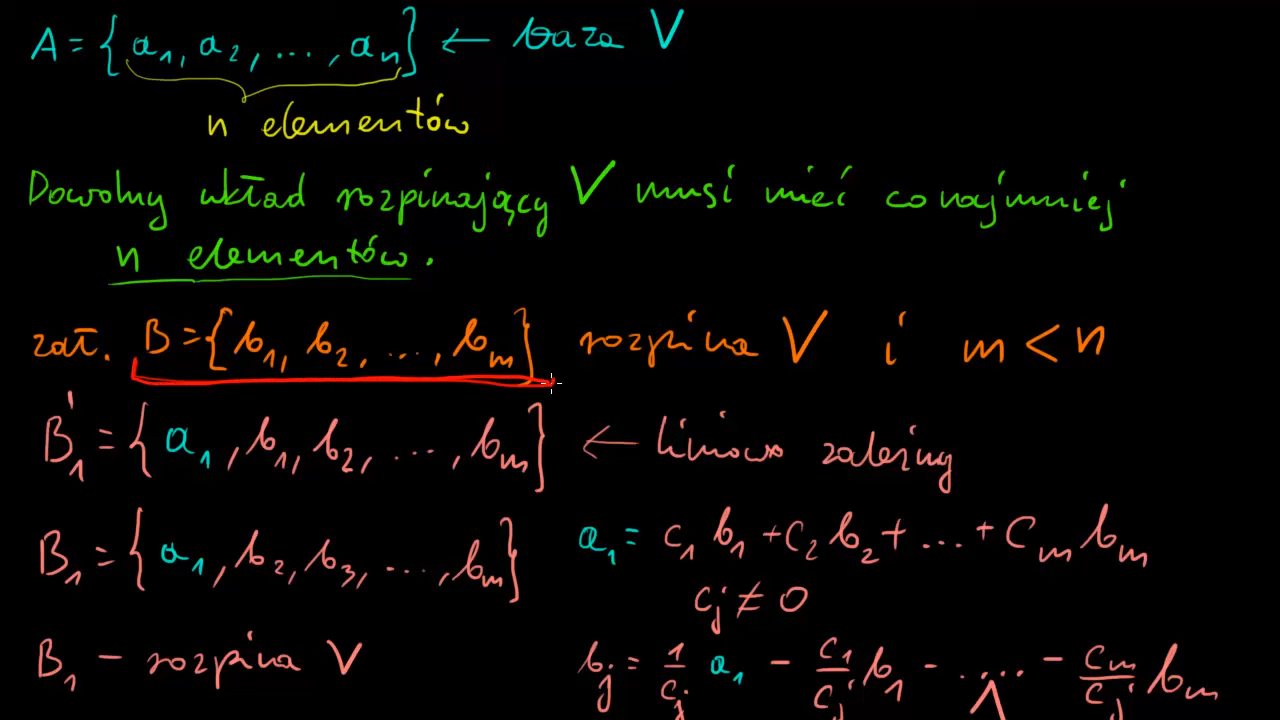 A = {a₁, a₂, ..., aₙ} ← baza V
n elementów
Dowolny układ rozpinający V musi mieć conajmniej
n elementów.
zał. B = {b₁, b₂, ..., bₘ} rozpina V i m < n
B₁' = {a₁, b₁, b₂, ..., bₘ} ← liniowo zależny
B₁ = {a₁, b₂, b₃, ..., bₘ} a₁ = c₁b₁ + c₂b₂ + ... + cₘbₘ
cⱼ ≠ 0
B₁ – rozpina V bⱼ = 1/cⱼ a₁ - c₁/cⱼ b₁ - ..... - cₘ/cⱼ bₘ